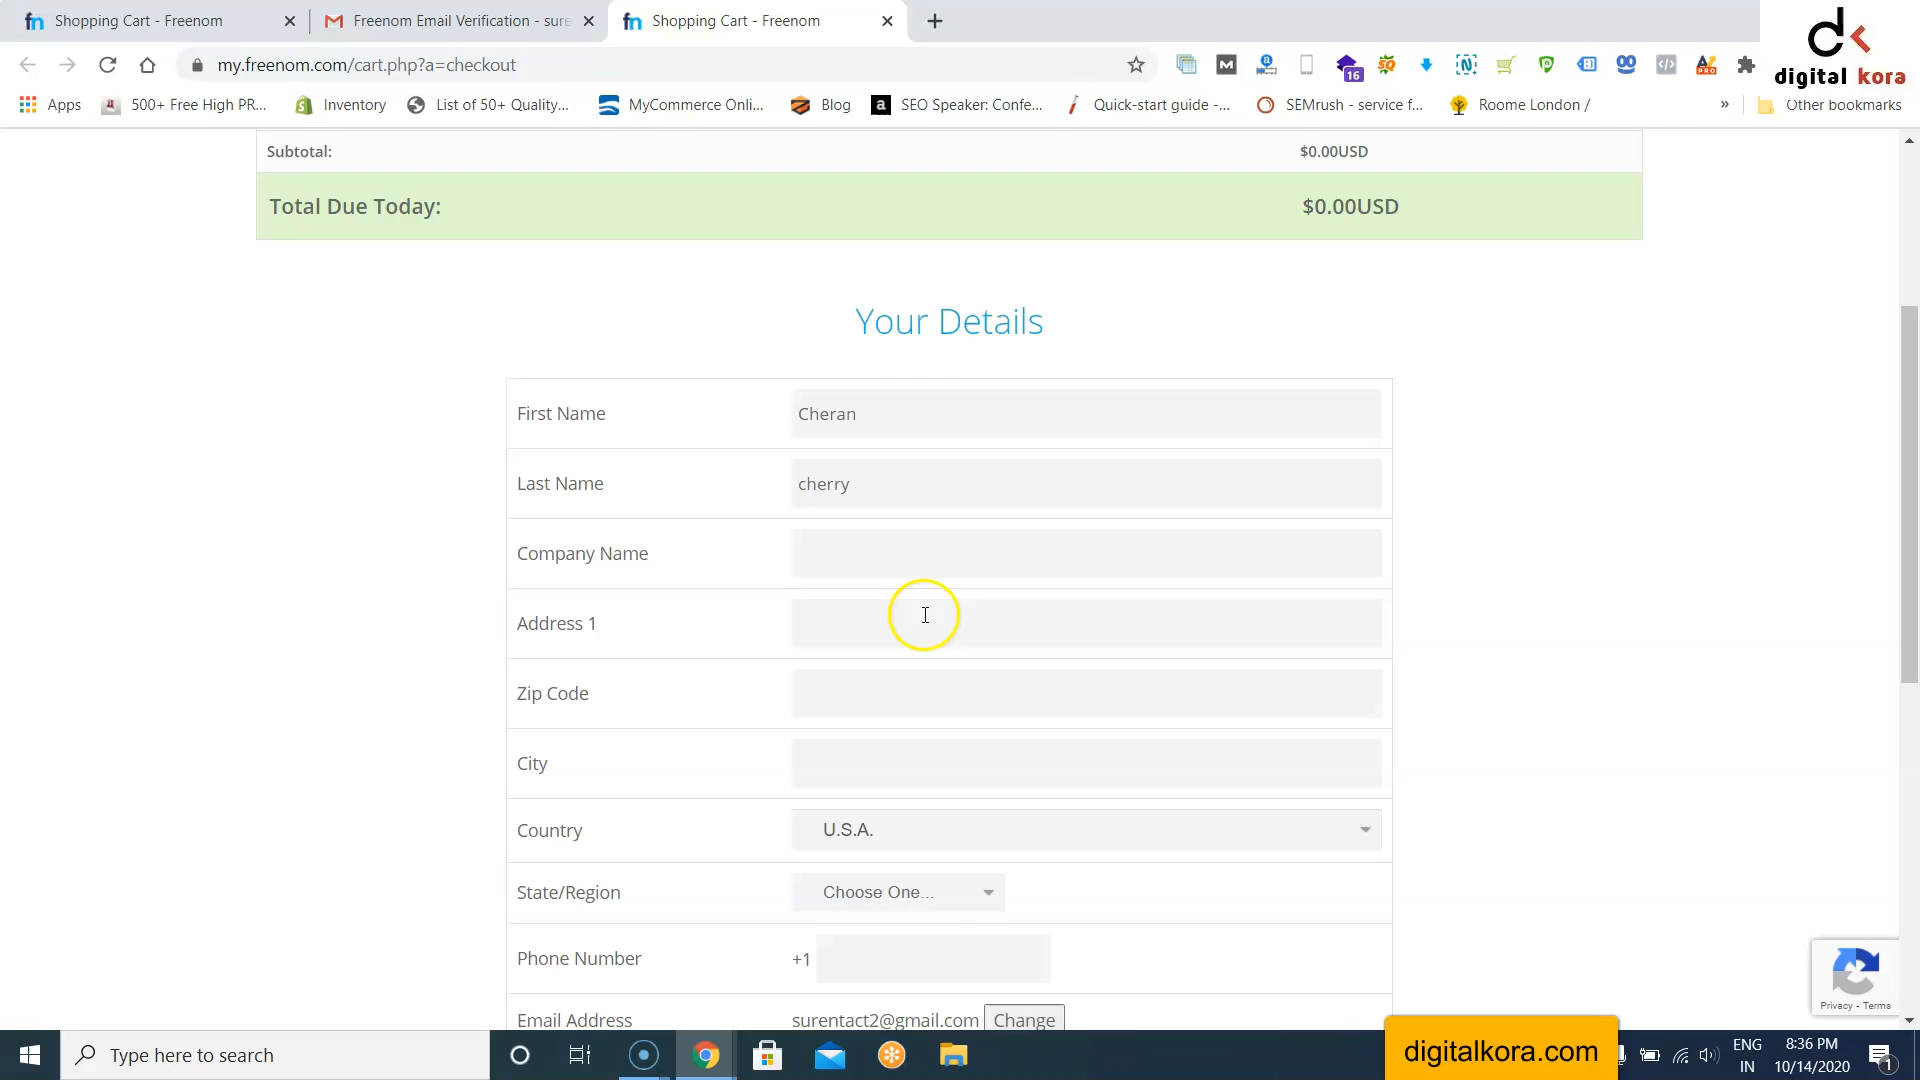 Shopping Cart - Freenom
Freenom Email Verification - sure
Shopping Cart - Freenom
my.freenom.com/cart.php?a=checkout
16
digital kora
Apps
500+ Free High PR...
Inventory
List of 50+ Quality...
MyCommerce Onli...
Blog
SEO Speaker: Confe...
Quick-start guide -...
SEMrush - service f...
Roome London /
»
Other bookmarks
Subtotal: $0.00USD
Total Due Today: $0.00USD
Your Details
First Name Cheran
Last Name cherry
Company Name
Address 1
Zip Code
City
Country U.S.A.
State/Region Choose One...
Phone Number +1
Email Address surentact2@gmail.com Change
Privacy - Terms
Type here to search
digitalkora.com
ENG
IN
8:36 PM
10/14/2020
1